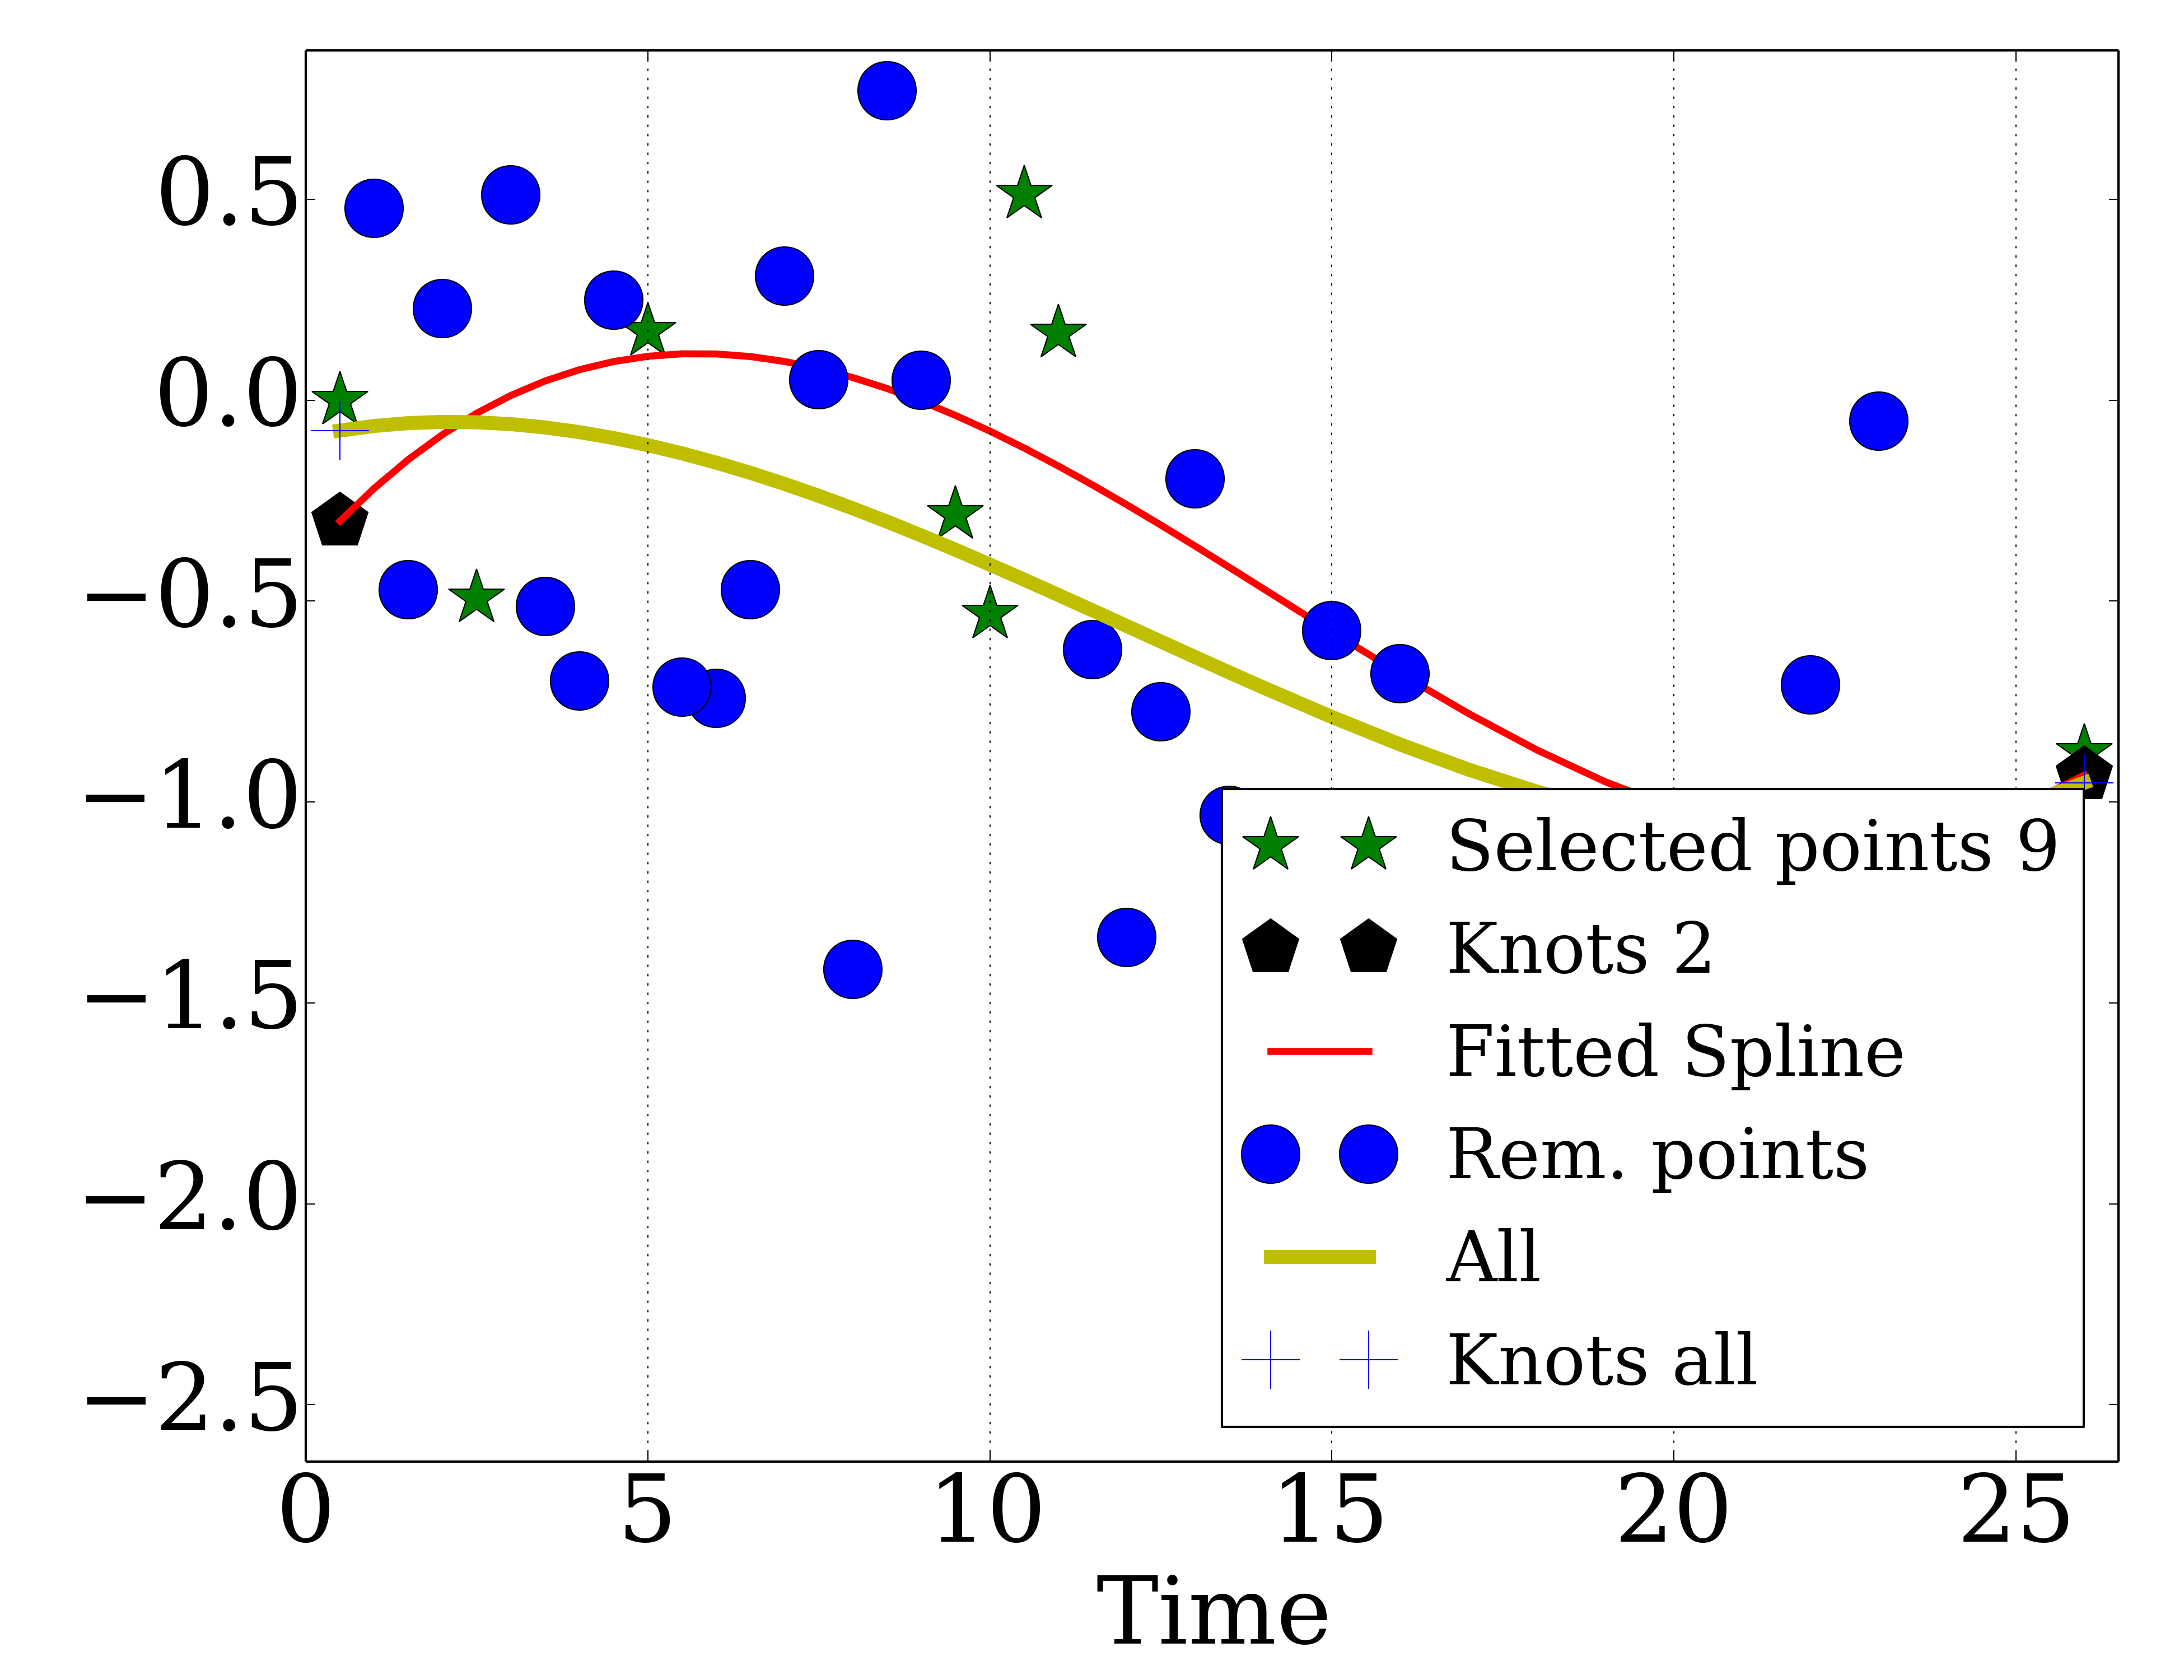 0.5
0.0
−0.5
−1.0
−1.5
−2.0
−2.5
Selected points 9
Knots 2
Fitted Spline
Rem. points
All
Knots all
0 5 10 15 20 25
Time